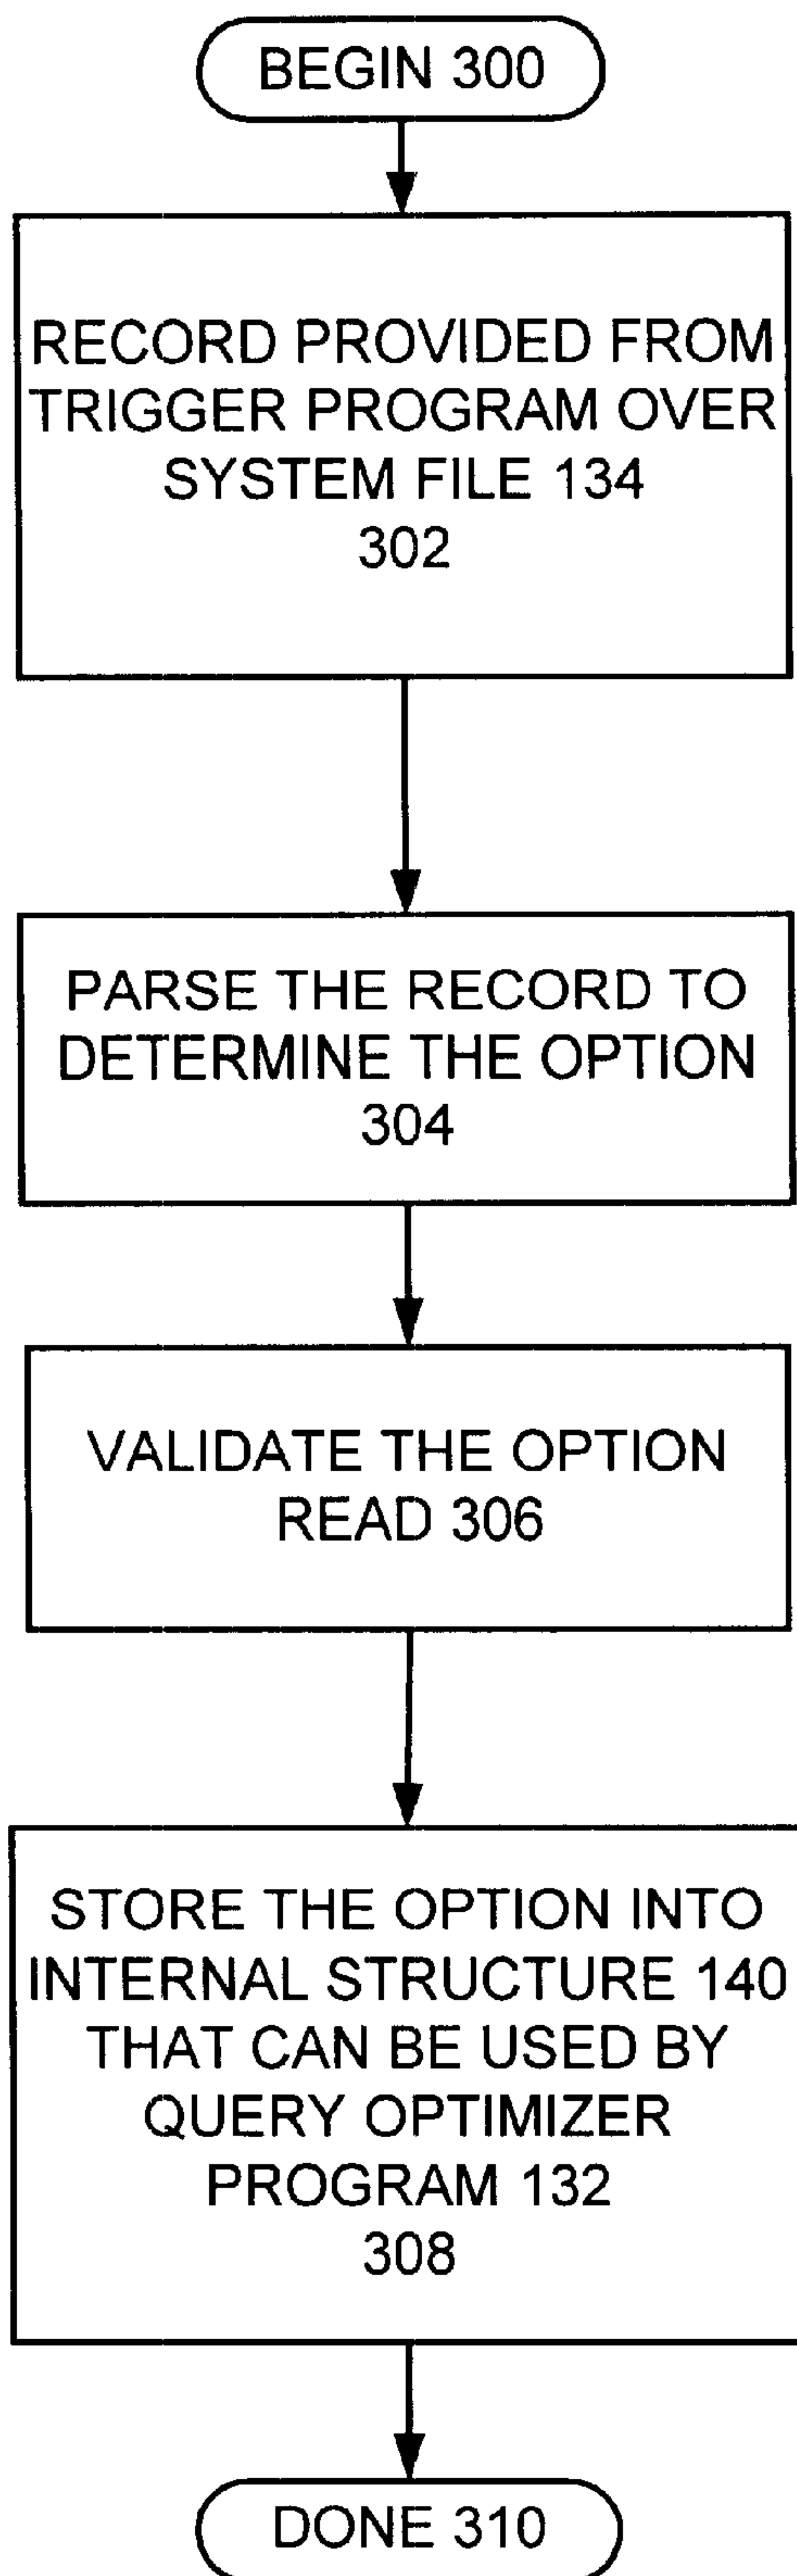 BEGIN 300
RECORD PROVIDED FROM
TRIGGER PROGRAM OVER
SYSTEM FILE 134
302
PARSE THE RECORD TO
DETERMINE THE OPTION
304
VALIDATE THE OPTION
READ 306
STORE THE OPTION INTO
INTERNAL STRUCTURE 140
THAT CAN BE USED BY
QUERY OPTIMIZER
PROGRAM 132
308
DONE 310